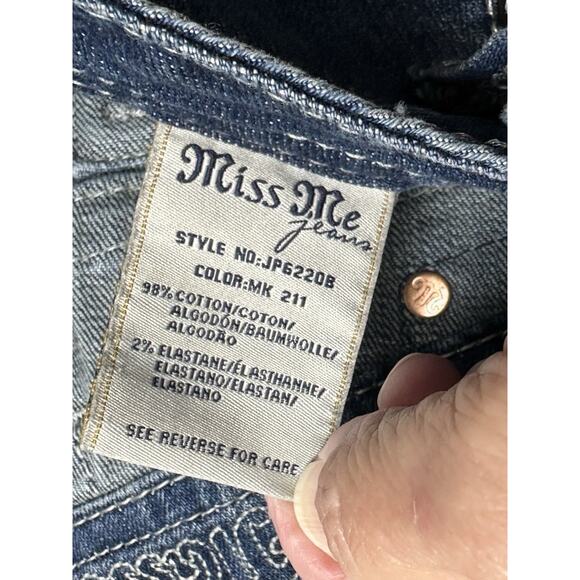 Miss Me
jeans
STYLE NO:JP6220B
COLOR:MK 211
98% COTTON/COTON/
ALGODÓN/BAUMWOLLE/
ALGODÃO
2% ELASTANE/ÉLASTHANNE/
ELASTANO/ELASTAN/
ELASTANO
SEE REVERSE FOR CARE